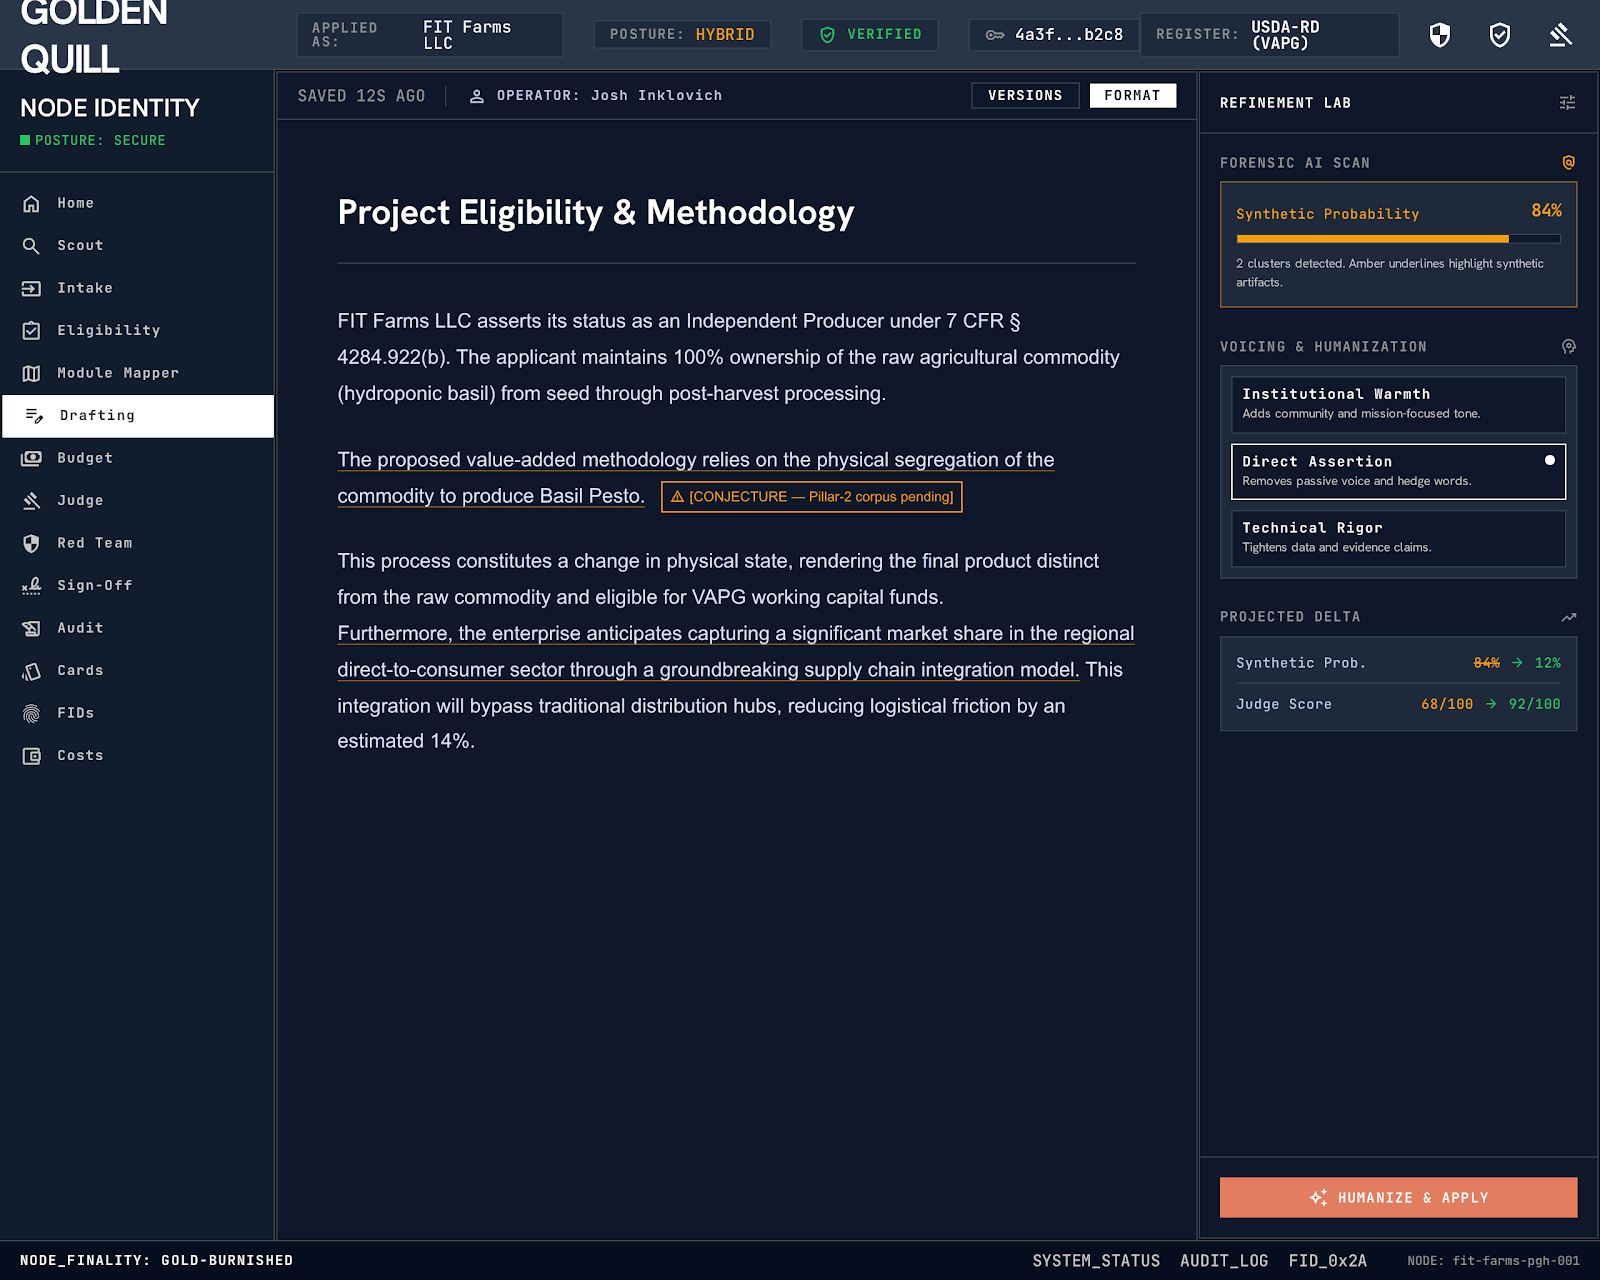 GOLDEN
QUILL
APPLIED
AS:
FIT Farms
LLC
POSTURE: HYBRID
VERIFIED
4a3f...b2c8
REGISTER:
USDA-RD
(VAPG)
NODE IDENTITY
POSTURE: SECURE
Home
Scout
Intake
Eligibility
Module Mapper
Drafting
Budget
Judge
Red Team
Sign-Off
Audit
Cards
FIDs
Costs
SAVED 12S AGO
OPERATOR: Josh Inklovich
VERSIONS
FORMAT
Project Eligibility & Methodology
FIT Farms LLC asserts its status as an Independent Producer under 7 CFR §
4284.922(b). The applicant maintains 100% ownership of the raw agricultural commodity
(hydroponic basil) from seed through post-harvest processing.
The proposed value-added methodology relies on the physical segregation of the
commodity to produce Basil Pesto. [CONJECTURE — Pillar-2 corpus pending]
This process constitutes a change in physical state, rendering the final product distinct
from the raw commodity and eligible for VAPG working capital funds.
Furthermore, the enterprise anticipates capturing a significant market share in the regional
direct-to-consumer sector through a groundbreaking supply chain integration model. This
integration will bypass traditional distribution hubs, reducing logistical friction by an
estimated 14%.
REFINEMENT LAB
FORENSIC AI SCAN
Synthetic Probability 84%
2 clusters detected. Amber underlines highlight synthetic
artifacts.
VOICING & HUMANIZATION
Institutional Warmth
Adds community and mission-focused tone.
Direct Assertion
Removes passive voice and hedge words.
Technical Rigor
Tightens data and evidence claims.
PROJECTED DELTA
Synthetic Prob. 84% → 12%
Judge Score 68/100 → 92/100
HUMANIZE & APPLY
NODE_FINALITY: GOLD-BURNISHED
SYSTEM_STATUS AUDIT_LOG FID_0x2A NODE: fit-farms-pgh-001